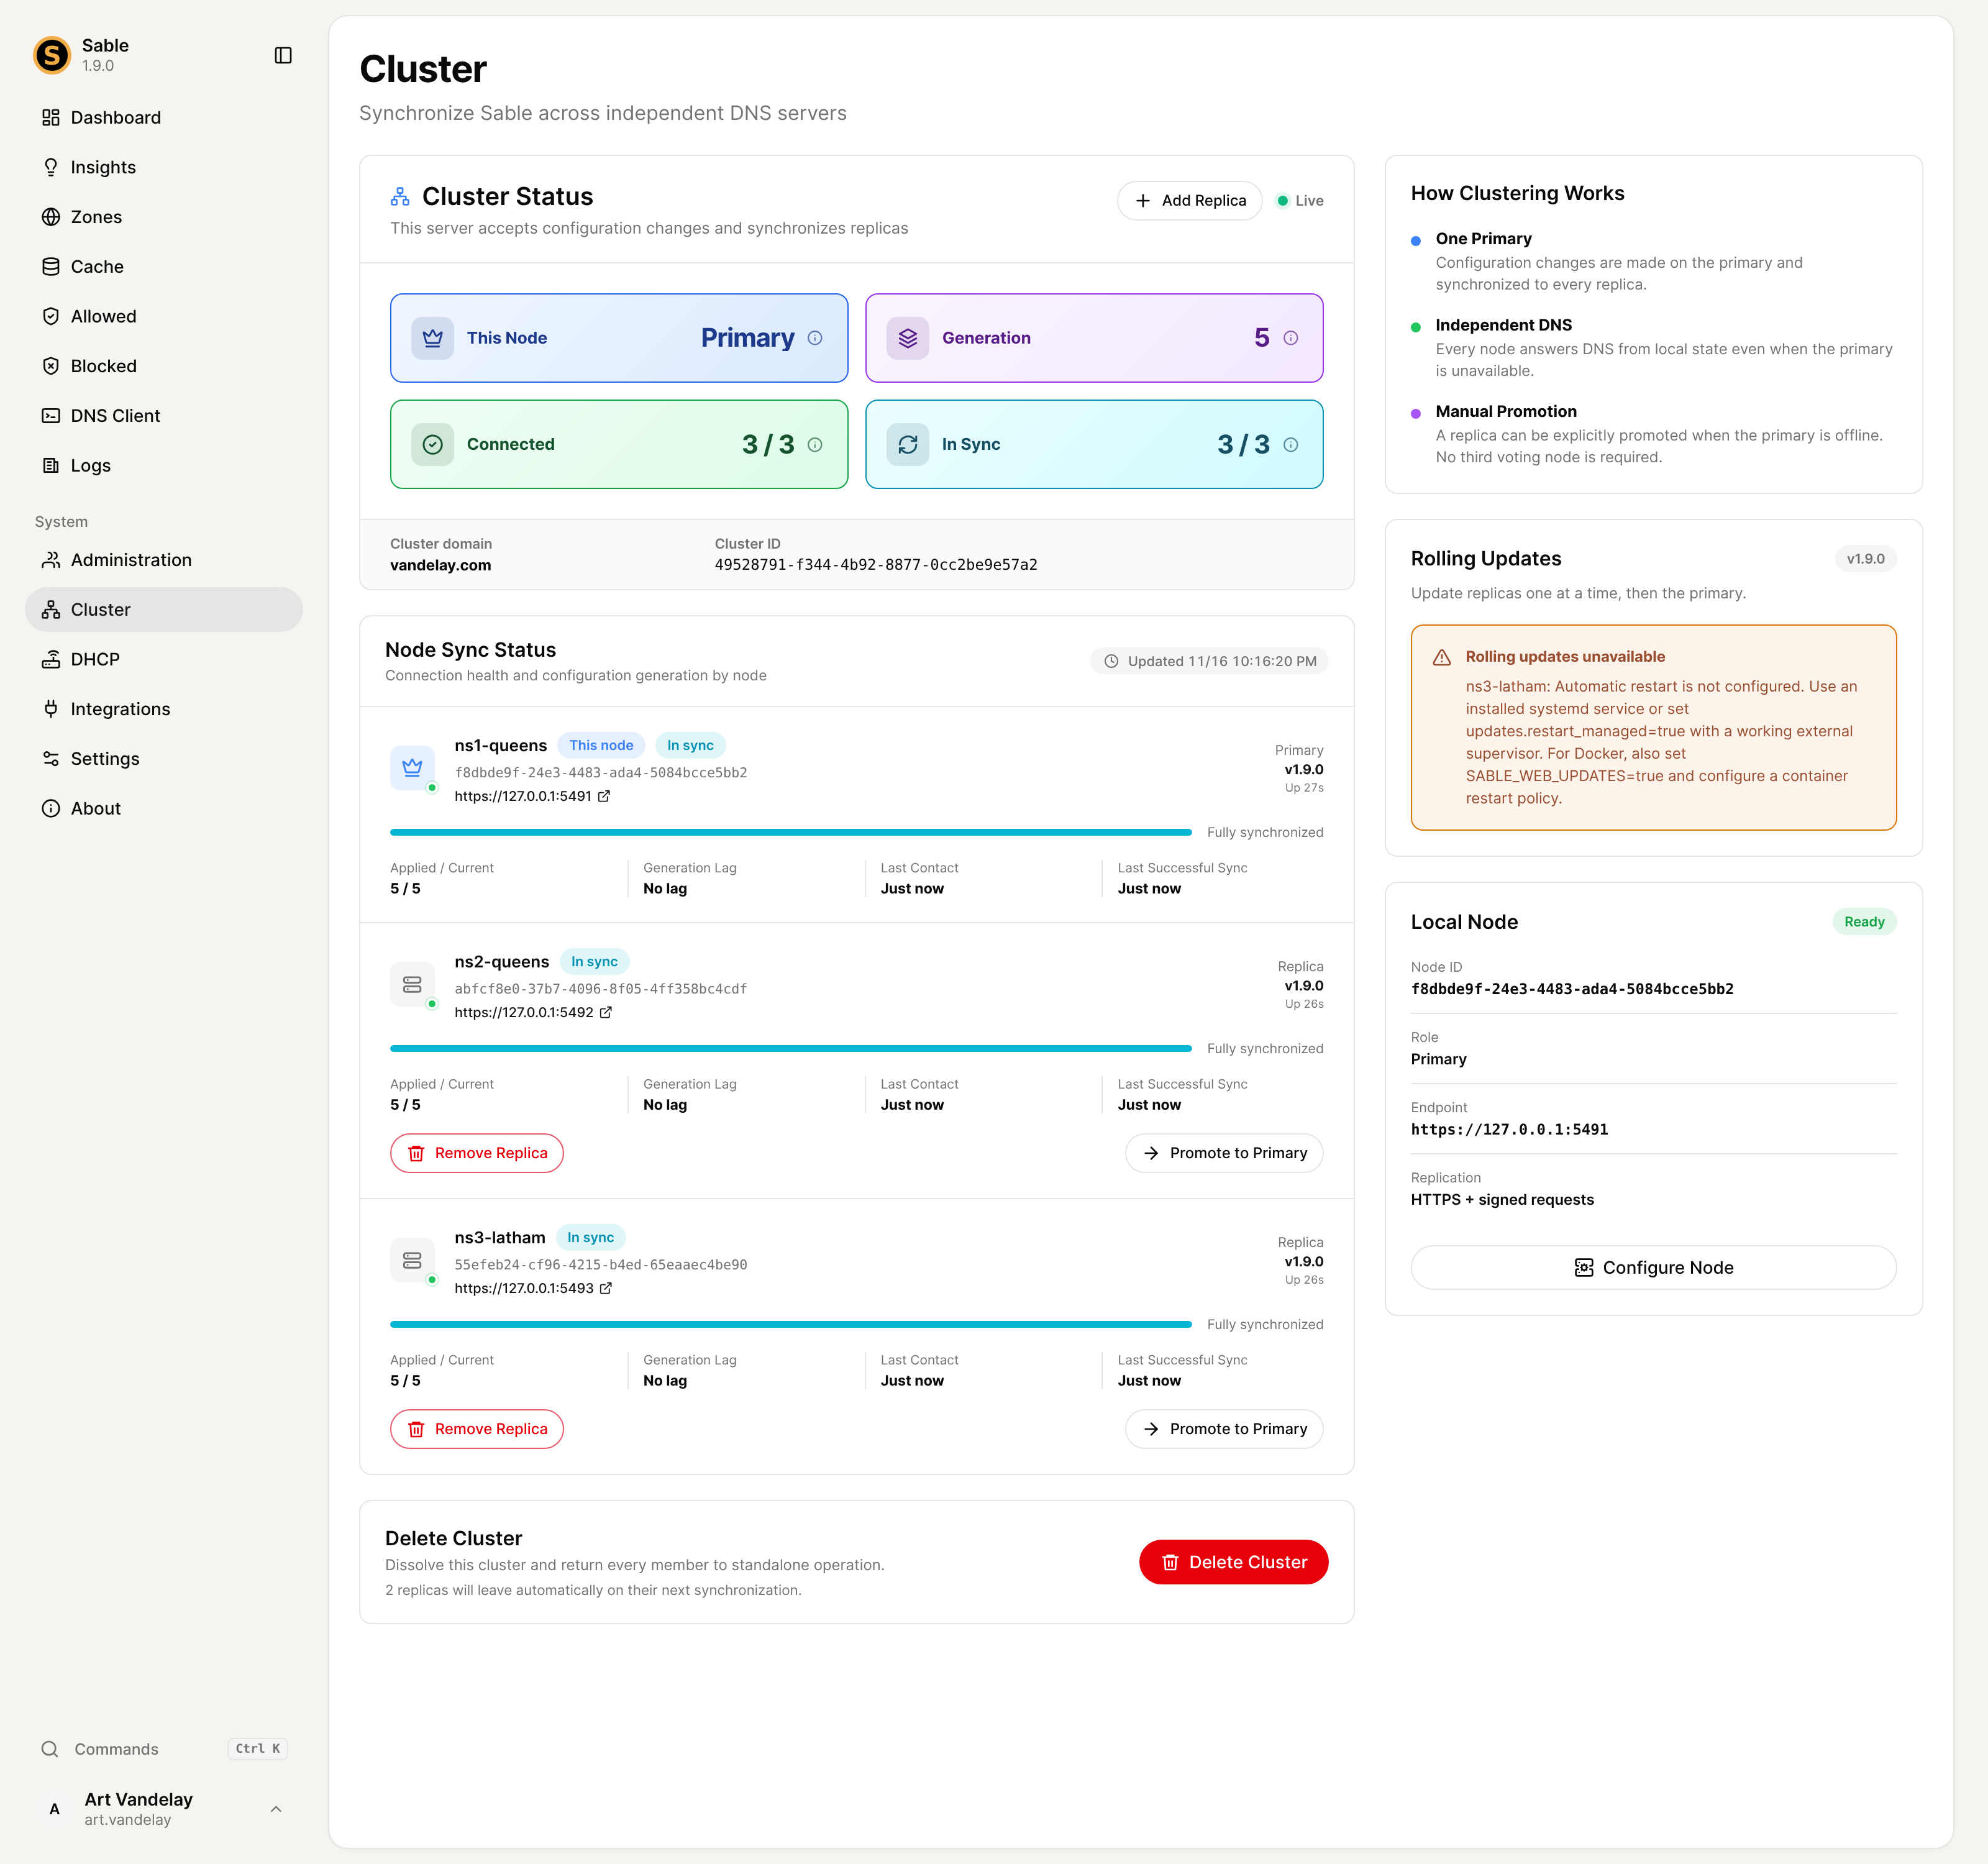 S
Sable
1.9.0
Dashboard
Insights
Zones
Cache
Allowed
Blocked
DNS Client
Logs
System
Administration
Cluster
DHCP
Integrations
Settings
About
Commands
Ctrl K
A
Art Vandelay
art.vandelay
Cluster
Synchronize Sable across independent DNS servers
Cluster Status
This server accepts configuration changes and synchronizes replicas
Add Replica
Live
This Node
Primary
Generation
5
Connected
3 / 3
In Sync
3 / 3
Cluster domain
vandelay.com
Cluster ID
49528791-f344-4b92-8877-0cc2be9e57a2
Node Sync Status
Connection health and configuration generation by node
Updated 11/16 10:16:20 PM
ns1-queens
This node
In sync
f8dbde9f-24e3-4483-ada4-5084bcce5bb2
https://127.0.0.1:5491
Primary
v1.9.0
Up 27s
Fully synchronized
Applied / Current
5 / 5
Generation Lag
No lag
Last Contact
Just now
Last Successful Sync
Just now
ns2-queens
In sync
abfcf8e0-37b7-4096-8f05-4ff358bc4cdf
https://127.0.0.1:5492
Replica
v1.9.0
Up 26s
Fully synchronized
Applied / Current
5 / 5
Generation Lag
No lag
Last Contact
Just now
Last Successful Sync
Just now
Remove Replica
Promote to Primary
ns3-latham
In sync
55efeb24-cf96-4215-b4ed-65eaaec4be90
https://127.0.0.1:5493
Replica
v1.9.0
Up 26s
Fully synchronized
Applied / Current
5 / 5
Generation Lag
No lag
Last Contact
Just now
Last Successful Sync
Just now
Remove Replica
Promote to Primary
Delete Cluster
Dissolve this cluster and return every member to standalone operation.
2 replicas will leave automatically on their next synchronization.
Delete Cluster
How Clustering Works
One Primary
Configuration changes are made on the primary and
synchronized to every replica.
Independent DNS
Every node answers DNS from local state even when the primary
is unavailable.
Manual Promotion
A replica can be explicitly promoted when the primary is offline.
No third voting node is required.
Rolling Updates
v1.9.0
Update replicas one at a time, then the primary.
Rolling updates unavailable
ns3-latham: Automatic restart is not configured. Use an
installed systemd service or set
updates.restart_managed=true with a working external
supervisor. For Docker, also set
SABLE_WEB_UPDATES=true and configure a container
restart policy.
Local Node
Ready
Node ID
f8dbde9f-24e3-4483-ada4-5084bcce5bb2
Role
Primary
Endpoint
https://127.0.0.1:5491
Replication
HTTPS + signed requests
Configure Node